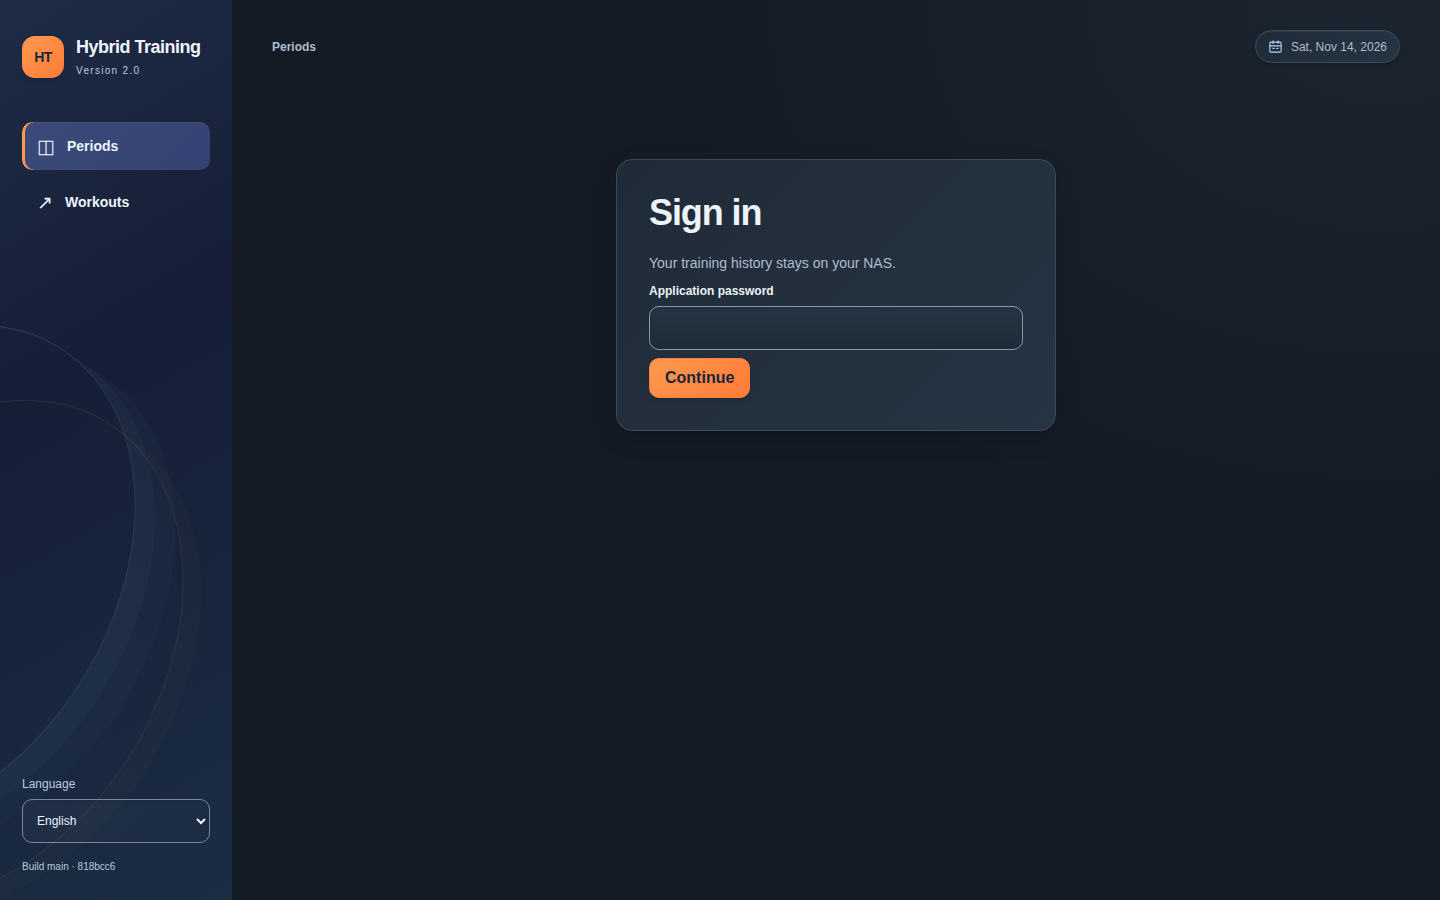 HT
Hybrid Training
Version 2.0
Periods
Workouts
Language
English
Build main · 818bcc6
Periods
Sat, Nov 14, 2026
Sign in
Your training history stays on your NAS.
Application password
Continue